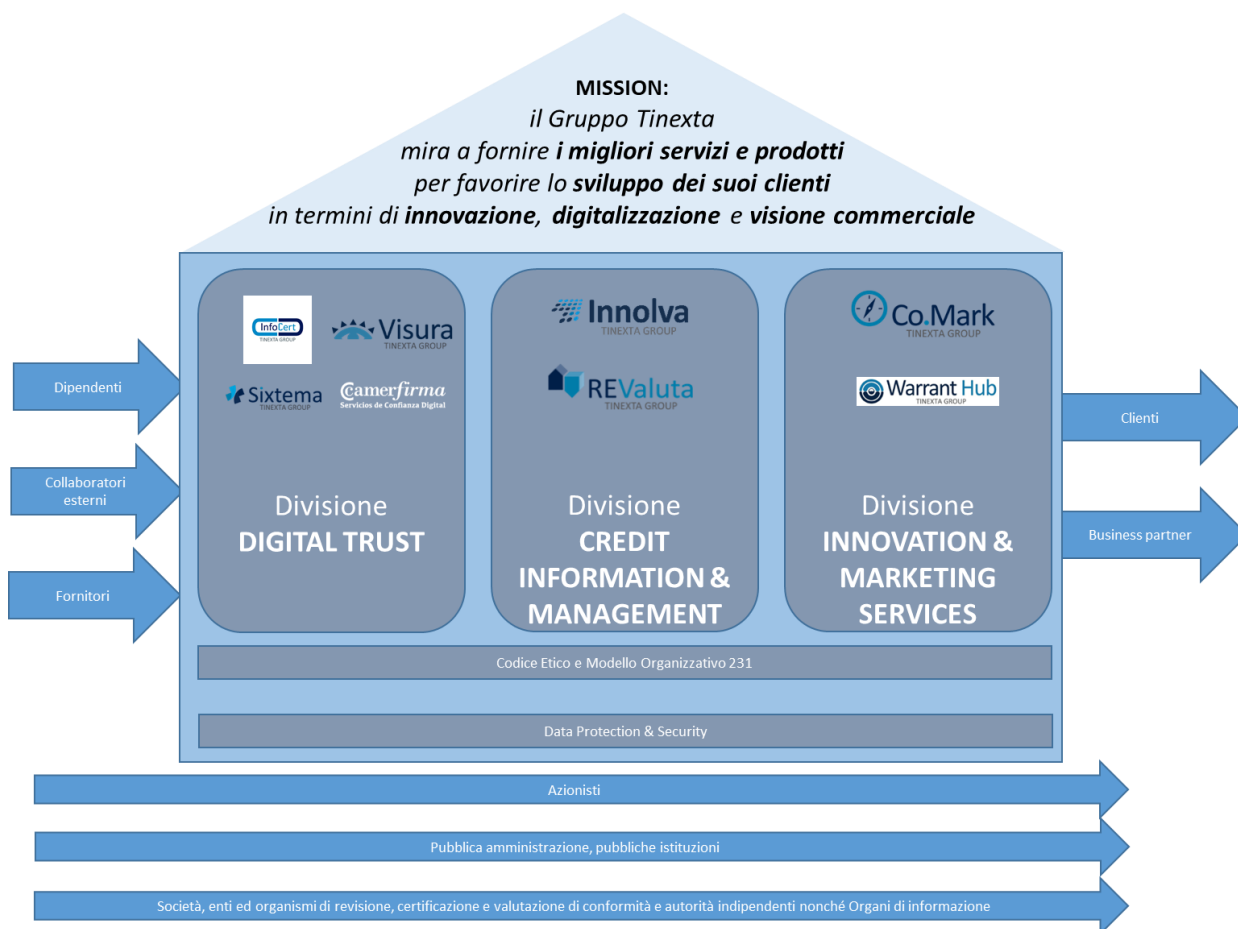 MISSION:
il Gruppo Tinexta
mira a fornire i migliori servizi e prodotti
per favorire lo sviluppo dei suoi clienti
in termini di innovazione, digitalizzazione e visione commerciale
Dipendenti
Collaboratori
esterni
Fornitori
InfoCert
TINEXTA GROUP
Visura
TINEXTA GROUP
Sixtema
TINEXTA GROUP
Camerfirma
Servicios de Confianza Digital
Divisione
DIGITAL TRUST
Innolva
TINEXTA GROUP
REValuta
TINEXTA GROUP
Divisione
CREDIT
INFORMATION &
MANAGEMENT
Co.Mark
TINEXTA GROUP
Warrant Hub
TINEXTA GROUP
Divisione
INNOVATION &
MARKETING
SERVICES
Clienti
Business partner
Codice Etico e Modello Organizzativo 231
Data Protection & Security
Azionisti
Pubblica amministrazione, pubbliche istituzioni
Società, enti ed organismi di revisione, certificazione e valutazione di conformità e autorità indipendenti nonché Organi di informazione